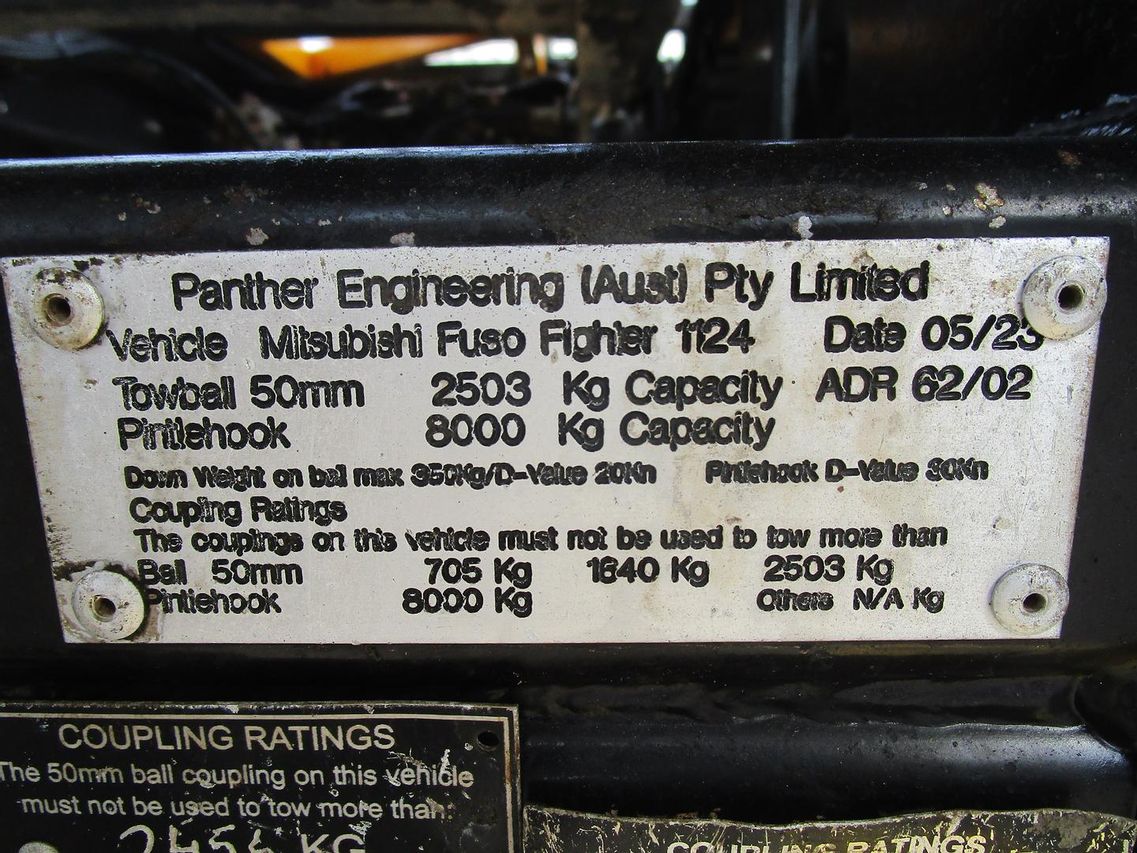 Panther Engineering (Aust) Pty Limited
Vehicle Mitsubishi Fuso Fighter 1124 Date 05/23
Towball 50mm 2503 Kg Capacity ADR 62/02
Pintlehook 8000 Kg Capacity
Down Weight on ball max 350Kg/D-Value 20Kn Pintlehook D-Value 90Kn
Coupling Ratings
The couplings on this vehicle must not be used to tow more than
Ball 50mm 705 Kg 1640 Kg 2503 Kg
Pintlehook 8000 Kg Others N/A Kg
COUPLING RATINGS
The 50mm ball coupling on this vehicle
must not be used to tow more than:
KG
COUPLING RATINGS